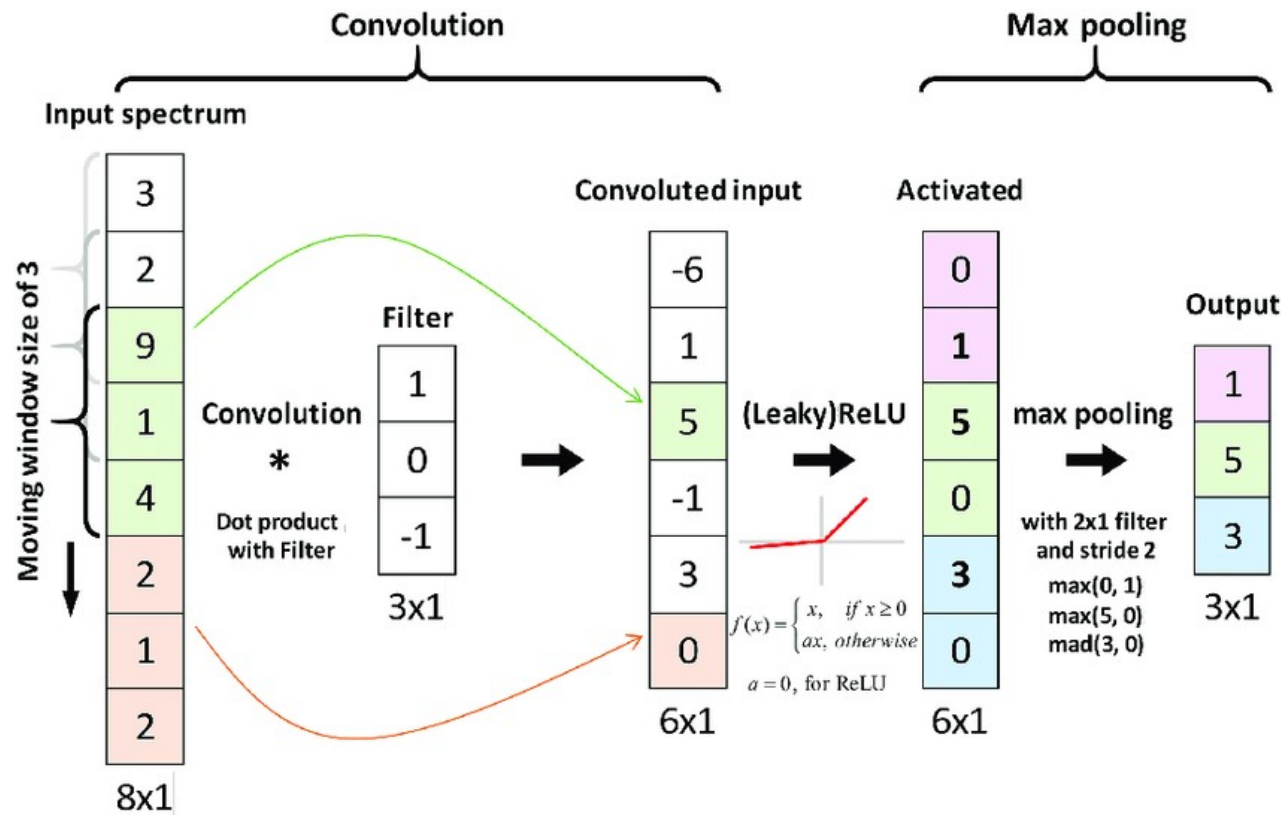 Convolution
Max pooling
Input spectrum
Moving window size of 3
3
2
9
1
4
2
1
2
8x1
Convolution
*
Dot product
with Filter
Filter
1
0
-1
3x1
Convoluted input
-6
1
5
-1
3
0
6x1
(Leaky)ReLU
f(x) = { x, if x ≥ 0
ax, otherwise
a = 0, for ReLU
Activated
0
1
5
0
3
0
6x1
max pooling
with 2x1 filter
and stride 2
max(0, 1)
max(5, 0)
mad(3, 0)
Output
1
5
3
3x1